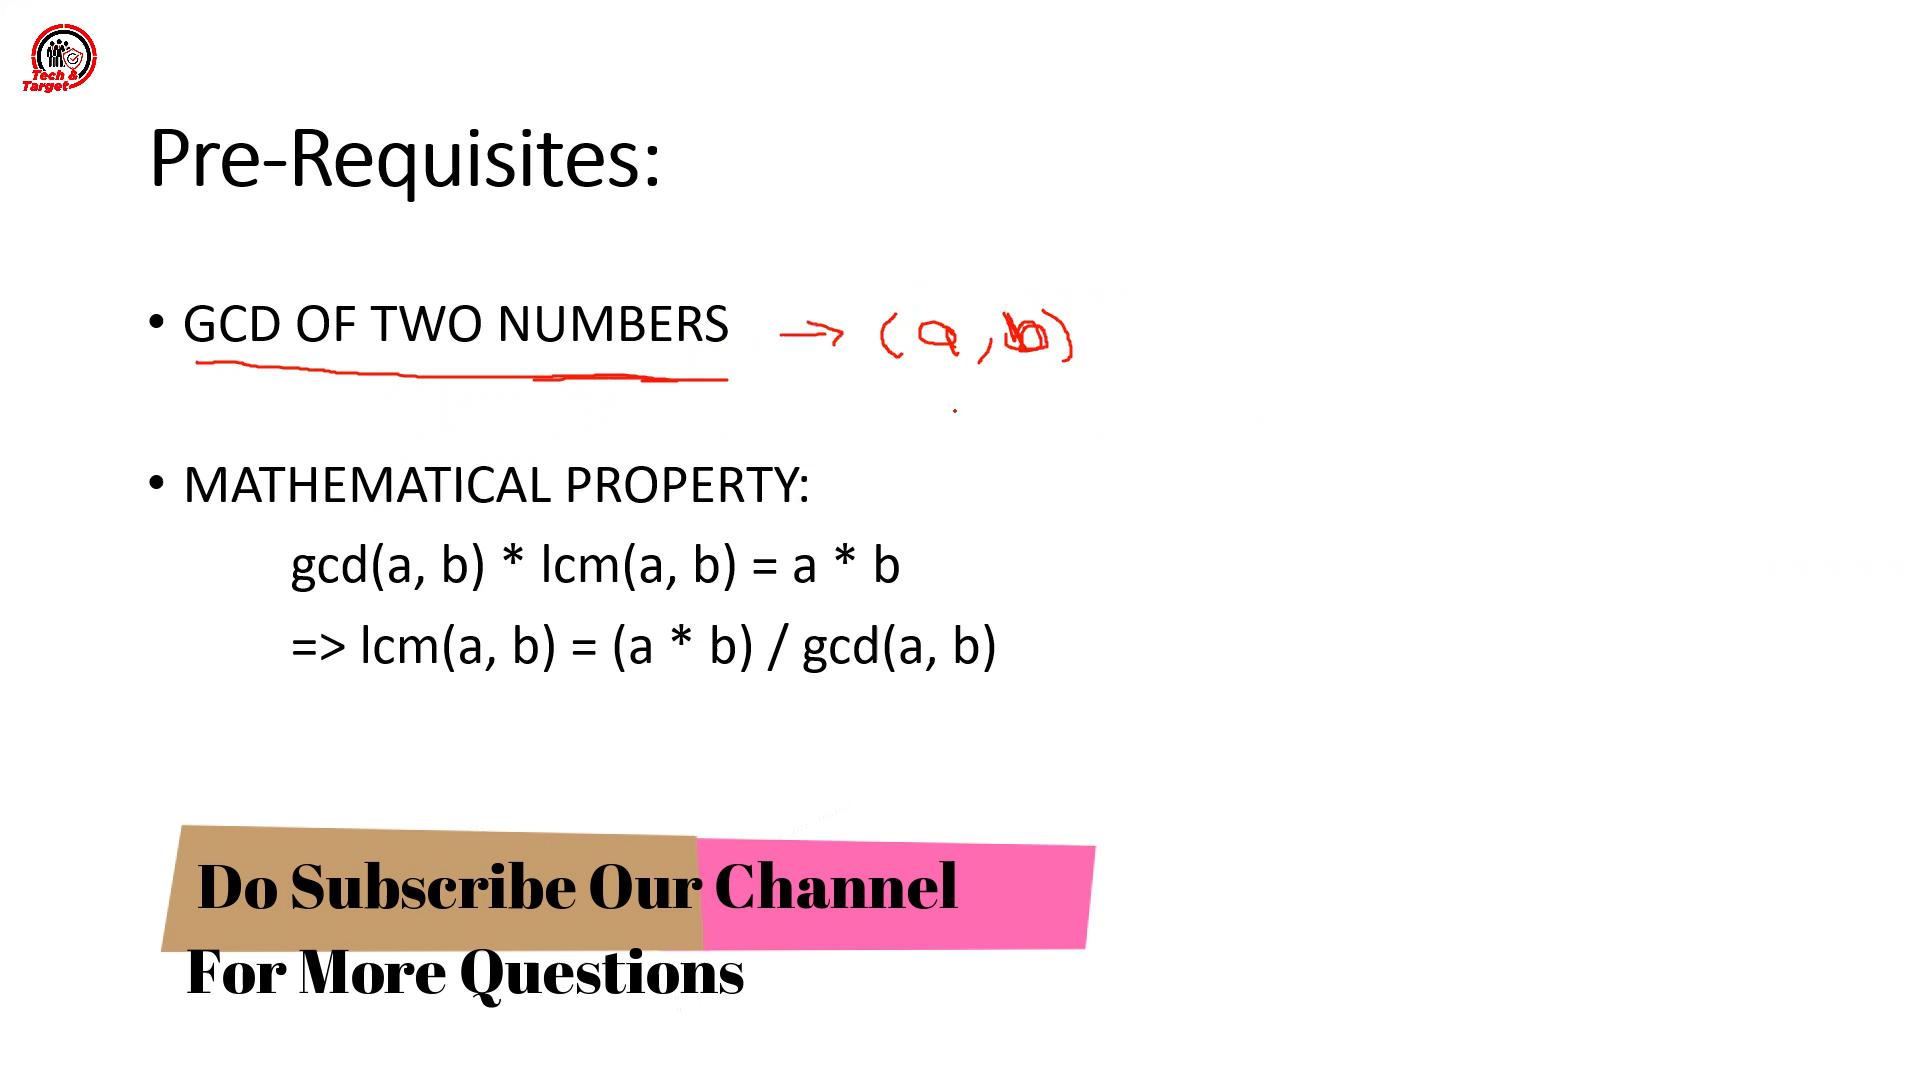 Tech &
Target
Pre-Requisites:
• GCD OF TWO NUMBERS → (a, b)
• MATHEMATICAL PROPERTY:
gcd(a, b) * lcm(a, b) = a * b
=> lcm(a, b) = (a * b) / gcd(a, b)
Do Subscribe Our Channel
For More Questions